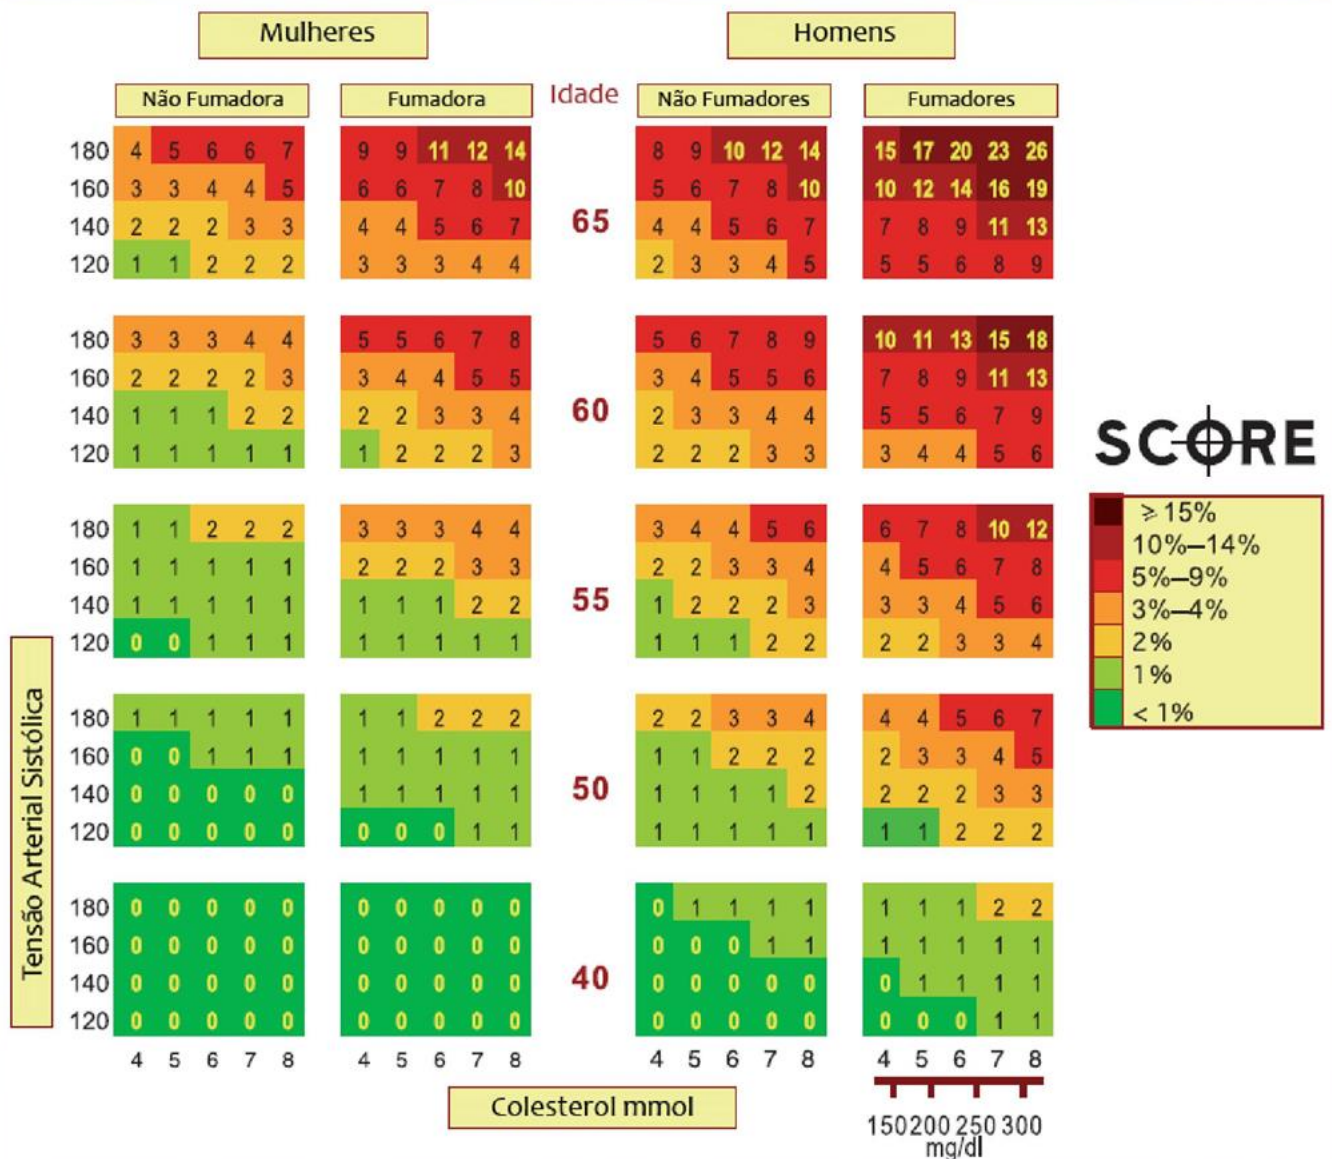 Mulheres Homens
Não Fumadora Fumadora Idade Não Fumadores Fumadores
180 4 5 6 6 7 9 9 11 12 14 8 9 10 12 14 15 17 20 23 26
160 3 3 4 4 5 6 6 7 8 10 5 6 7 8 10 10 12 14 16 19
65
140 2 2 2 3 3 4 4 5 6 7 4 4 5 6 7 7 8 9 11 13
120 1 1 2 2 2 3 3 3 4 4 2 3 3 4 5 5 5 6 8 9
180 3 3 3 4 4 5 5 6 7 8 5 6 7 8 9 10 11 13 15 18
160 2 2 2 2 3 3 4 4 5 5 3 4 5 5 6 7 8 9 11 13
60
140 1 1 1 2 2 2 2 3 3 4 2 3 3 4 4 5 5 6 7 9
120 1 1 1 1 1 1 2 2 2 3 2 2 2 3 3 3 4 4 5 6
SCORE
≥ 15%
10%–14%
5%–9%
3%–4%
2%
1%
< 1%
180 1 1 2 2 2 3 3 3 4 4 3 4 4 5 6 6 7 8 10 12
160 1 1 1 1 1 2 2 2 3 3 2 2 3 3 4 4 5 6 7 8
55
140 1 1 1 1 1 1 1 1 2 2 1 2 2 2 3 3 3 4 5 6
120 0 0 1 1 1 1 1 1 1 1 1 1 1 2 2 2 2 3 3 4
Tensão Arterial Sistólica
180 1 1 1 1 1 1 1 2 2 2 2 2 3 3 4 4 4 5 6 7
160 0 0 1 1 1 1 1 1 1 1 1 1 2 2 2 2 3 3 4 5
50
140 0 0 0 0 0 1 1 1 1 1 1 1 1 1 2 2 2 2 3 3
120 0 0 0 0 0 0 0 0 1 1 1 1 1 1 1 1 1 2 2 2
180 0 0 0 0 0 0 0 0 0 0 0 1 1 1 1 1 1 1 2 2
160 0 0 0 0 0 0 0 0 0 0 0 0 0 1 1 1 1 1 1 1
40
140 0 0 0 0 0 0 0 0 0 0 0 0 0 0 0 0 1 1 1 1
120 0 0 0 0 0 0 0 0 0 0 0 0 0 0 0 0 0 0 1 1
4 5 6 7 8 4 5 6 7 8 4 5 6 7 8 4 5 6 7 8
Colesterol mmol
150 200 250 300
mg/dl